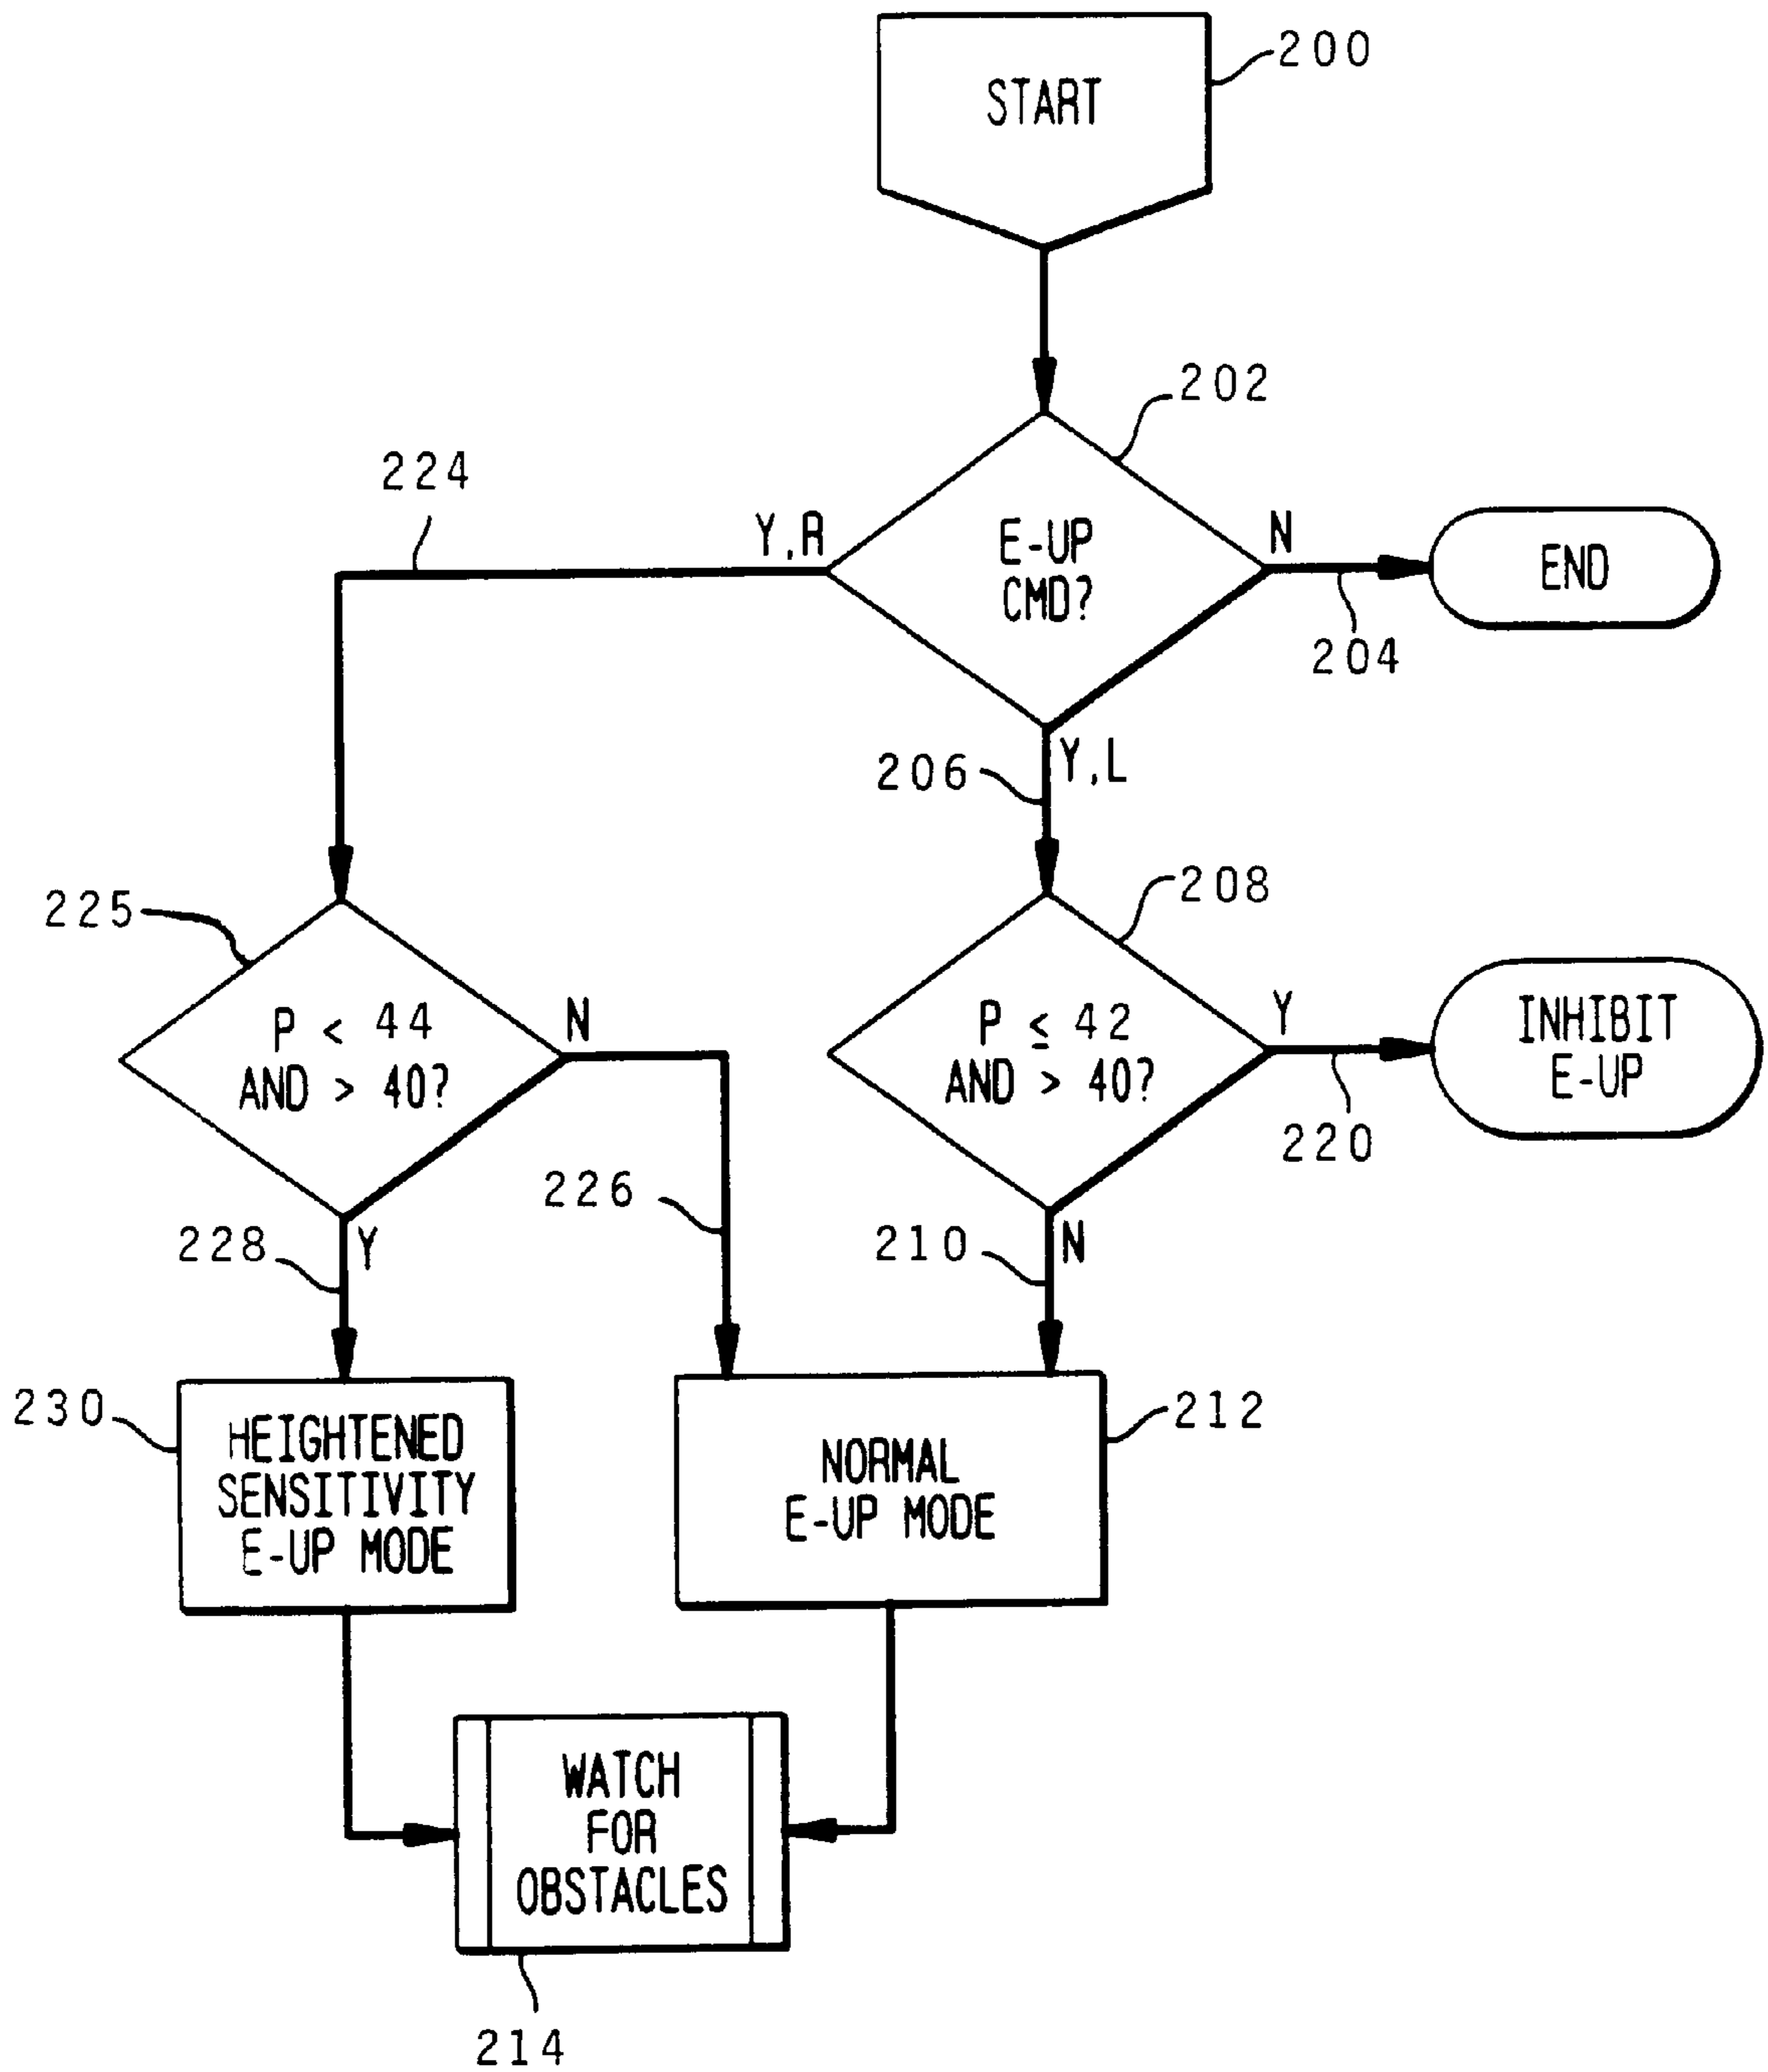 START
200
202
224
Y,R
E-UP
CMD?
N
END
204
206
Y,L
225
208
P < 44
AND > 40?
N
P ≤ 42
AND > 40?
Y
INHIBIT
E-UP
220
226
228
Y
210
N
230
HEIGHTENED
SENSITIVITY
E-UP MODE
NORMAL
E-UP MODE
212
WATCH
FOR
OBSTACLES
214